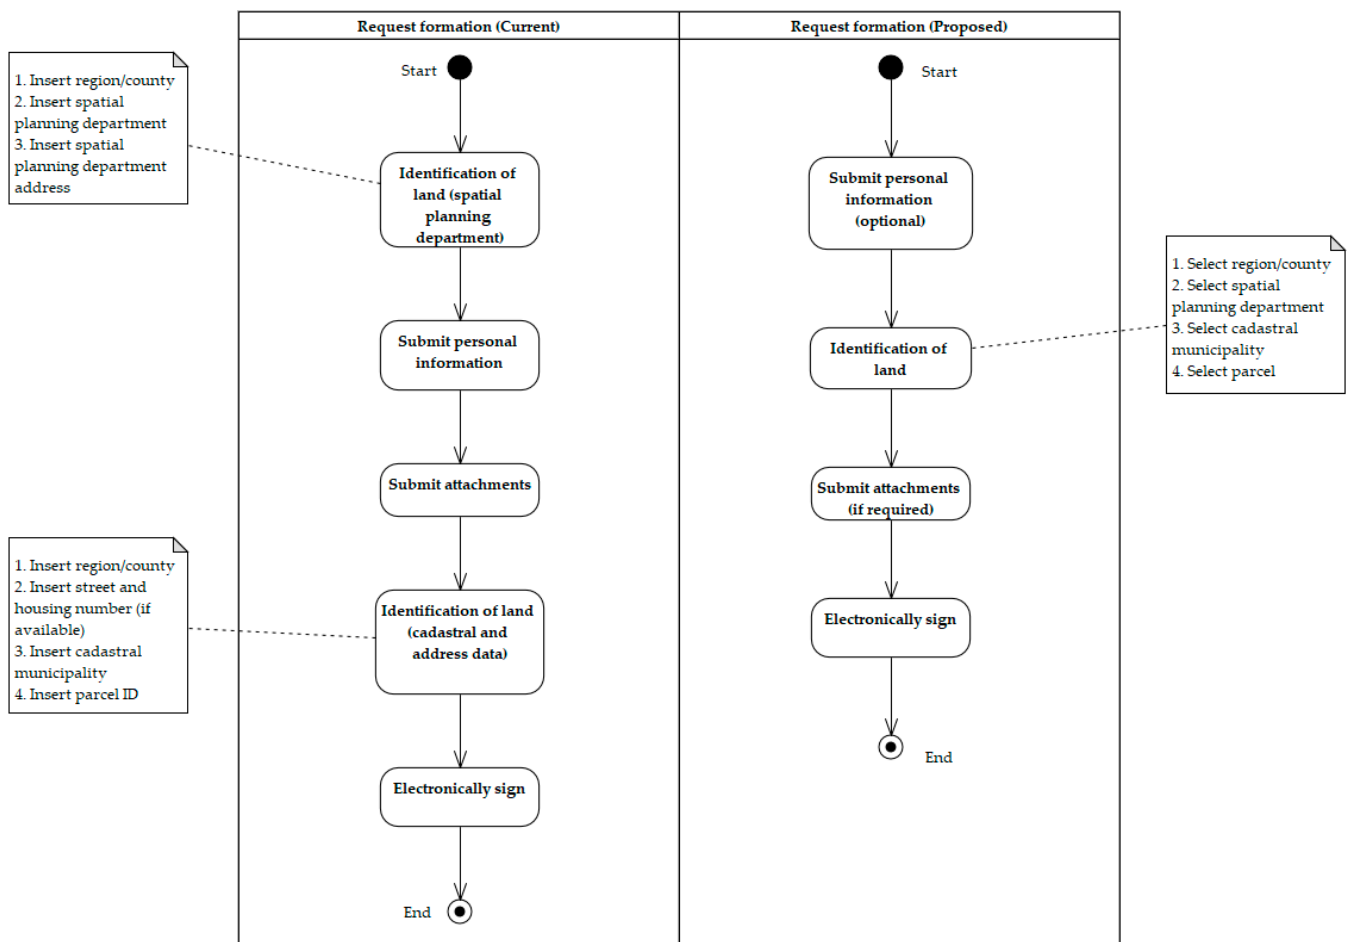 Request formation (Current)
Request formation (Proposed)
Start
Start
1. Insert region/county
2. Insert spatial
planning department
3. Insert spatial
planning department
address
Identification of
land (spatial
planning
department)
Submit personal
information
Submit attachments
1. Insert region/county
2. Insert street and
housing number (if
available)
3. Insert cadastral
municipality
4. Insert parcel ID
Identification of land
(cadastral and
address data)
Electronically sign
End
Submit personal
information
(optional)
Identification of
land
1. Select region/county
2. Select spatial
planning department
3. Select cadastral
municipality
4. Select parcel
Submit attachments
(if required)
Electronically sign
End